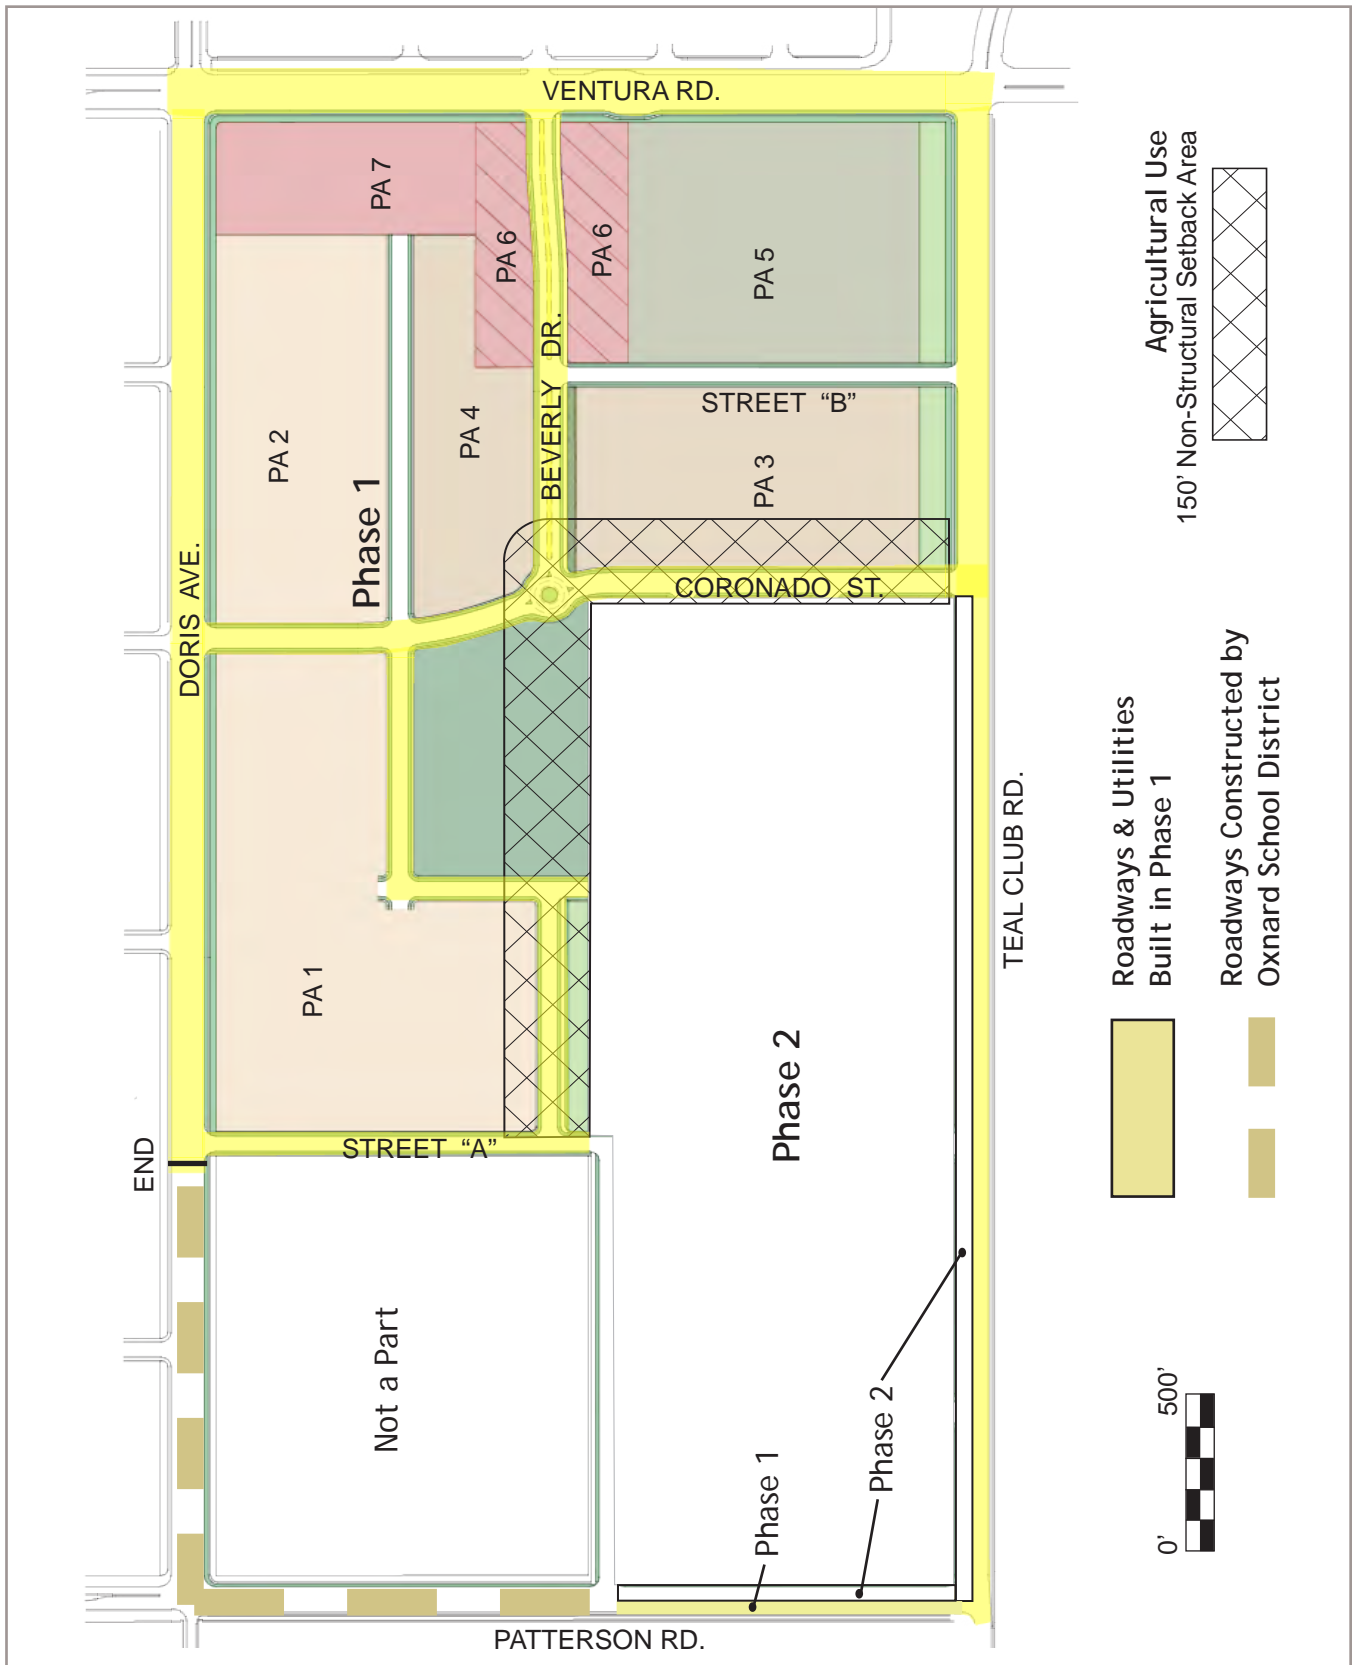 VENTURA RD.
PA 7
PA 6
PA 6
PA 5
Agricultural Use
150' Non-Structural Setback Area
BEVERLY DR.
STREET “B”
PA 2
PA 4
PA 3
Phase 1
DORIS AVE.
CORONADO ST.
TEAL CLUB RD.
Roadways & Utilities
Built in Phase 1
Roadways Constructed by
Oxnard School District
PA 1
Phase 2
END
STREET “A”
Not a Part
Phase 1
Phase 2
0'
500'
PATTERSON RD.